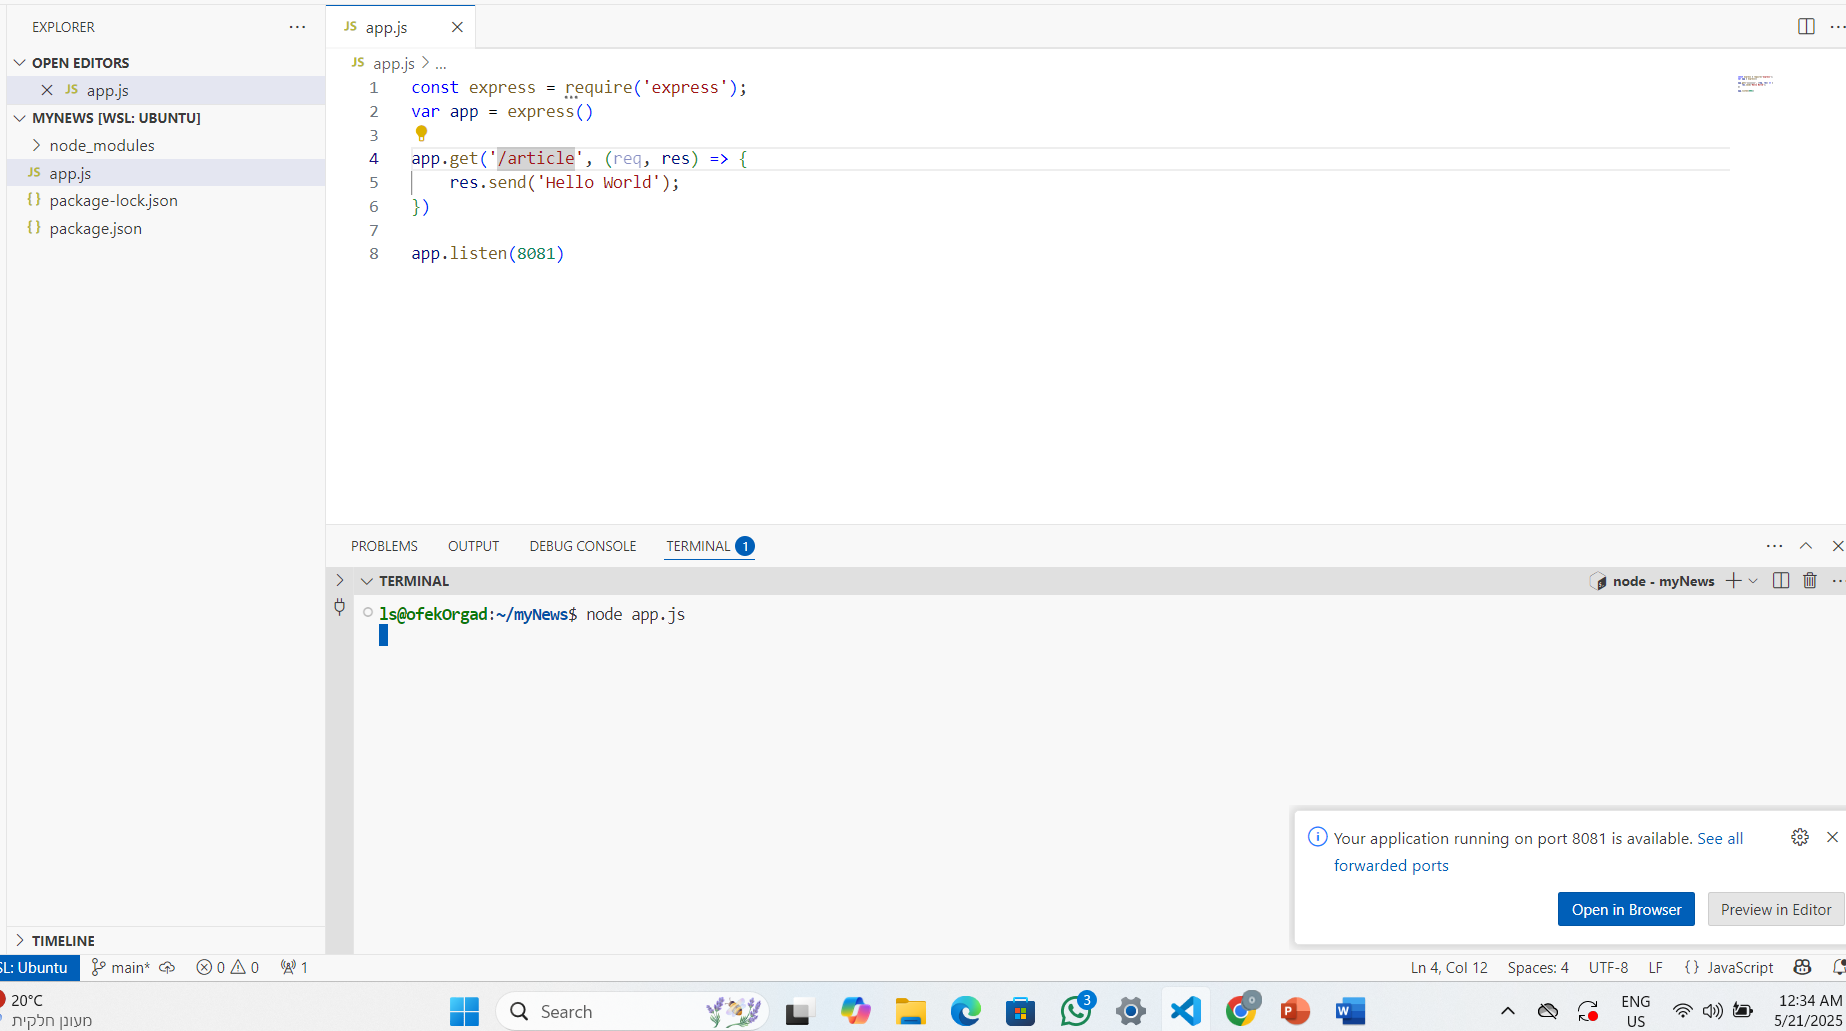 EXPLORER
OPEN EDITORS
JS app.js
MYNEWS [WSL: UBUNTU]
node_modules
JS app.js
{} package-lock.json
{} package.json
TIMELINE
JS app.js
JS app.js > ...
1 const express = require('express');
2 var app = express()
3
4 app.get('/article', (req, res) => {
5 res.send('Hello World');
6 })
7
8 app.listen(8081)
PROBLEMS OUTPUT DEBUG CONSOLE TERMINAL 1
TERMINAL
node - myNews
ls@ofekOrgad:~/myNews$ node app.js
Your application running on port 8081 is available. See all
forwarded ports
Open in Browser Preview in Editor
SL: Ubuntu main* 0 0 1 Ln 4, Col 12 Spaces: 4 UTF-8 LF {} JavaScript
20°C
מעונן חלקית
Search
3
ENG
US
12:34 AM
5/21/2025